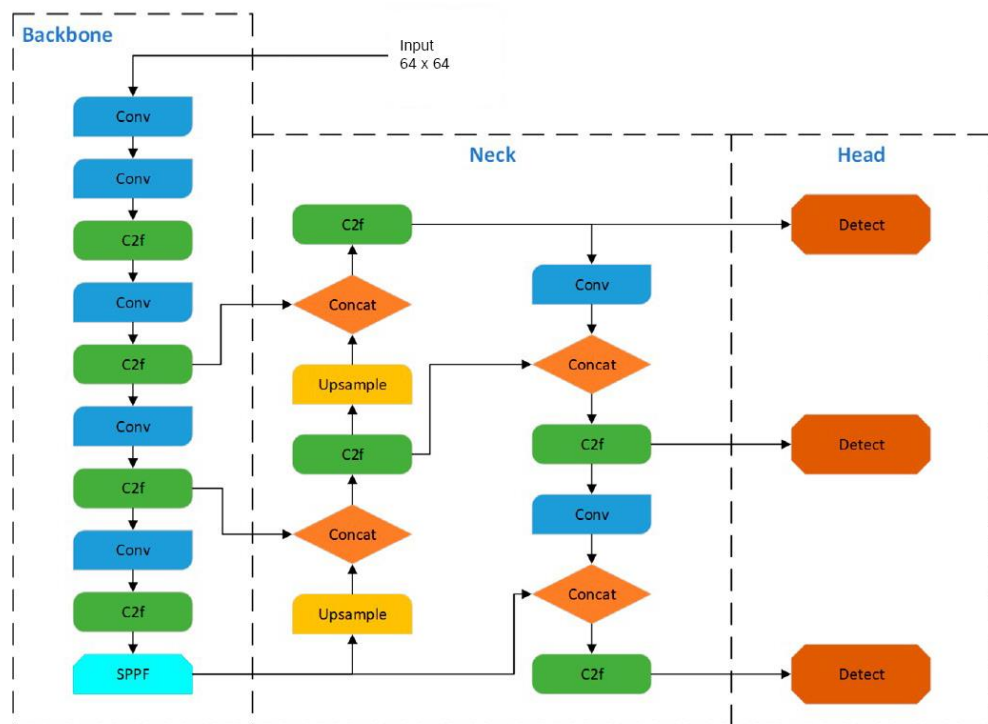 Backbone
Input
64 x 64
Conv
Conv
C2f
Conv
C2f
Conv
C2f
Conv
C2f
SPPF
Neck
C2f
Concat
Upsample
C2f
Concat
Upsample
Conv
Concat
C2f
Conv
Concat
C2f
Head
Detect
Detect
Detect